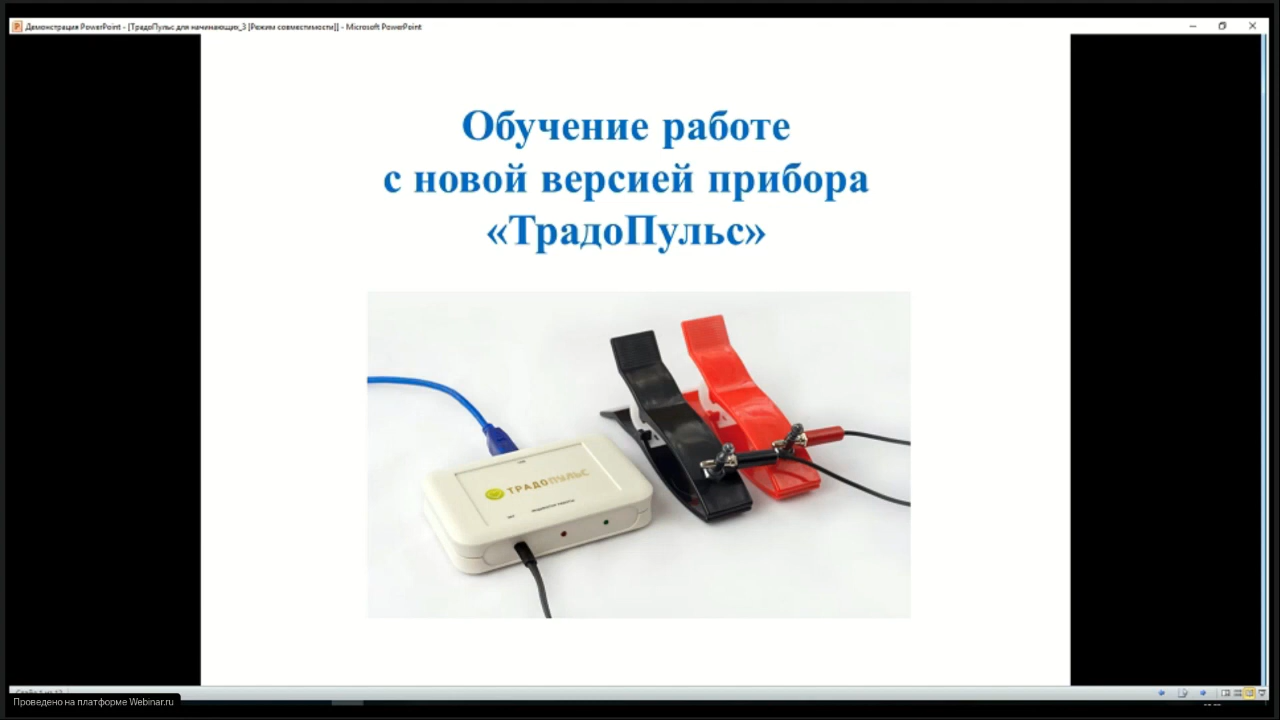 Демонстрация PowerPoint - [ТрадоПульс для начинающих_3 [Режим совместимости]] - Microsoft PowerPoint
Обучение работе
с новой версией прибора
«ТрадоПульс»
ТРАДОПУЛЬС
Проведено на платформе Webinar.ru